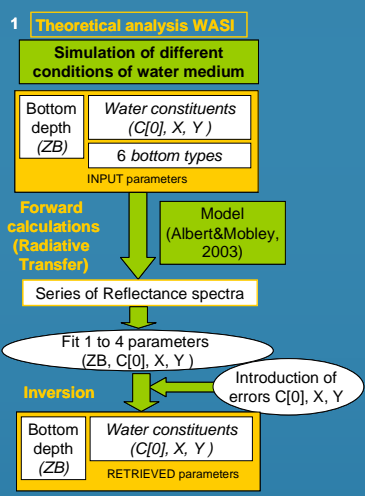 1 Theoretical analysis WASI
Simulation of different
conditions of water medium
Bottom
depth
(ZB)
Water constituents
(C[0], X, Y )
6 bottom types
INPUT parameters
Forward
calculations
(Radiative
Transfer)
Model
(Albert&Mobley,
2003)
Series of Reflectance spectra
Fit 1 to 4 parameters
(ZB, C[0], X, Y )
Introduction of
errors C[0], X, Y
Inversion
Bottom
depth
(ZB)
Water constituents
(C[0], X, Y )
RETRIEVED parameters